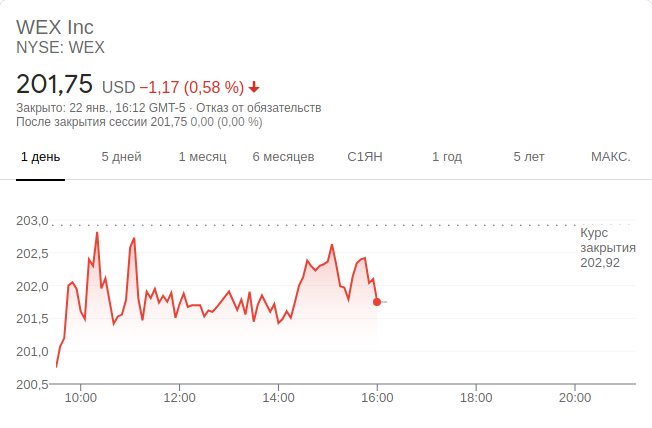 WEX Inc
NYSE: WEX
201,75 USD −1,17 (0,58 %)
Закрыто: 22 янв., 16:12 GMT-5 · Отказ от обязательств
После закрытия сессии 201,75 0,00 (0,00 %)
1 день 5 дней 1 месяц 6 месяцев С1ЯН 1 год 5 лет МАКС.
203,0
Курс
закрытия
202,92
202,5
202,0
201,5
201,0
200,5
10:00 12:00 14:00 16:00 18:00 20:00